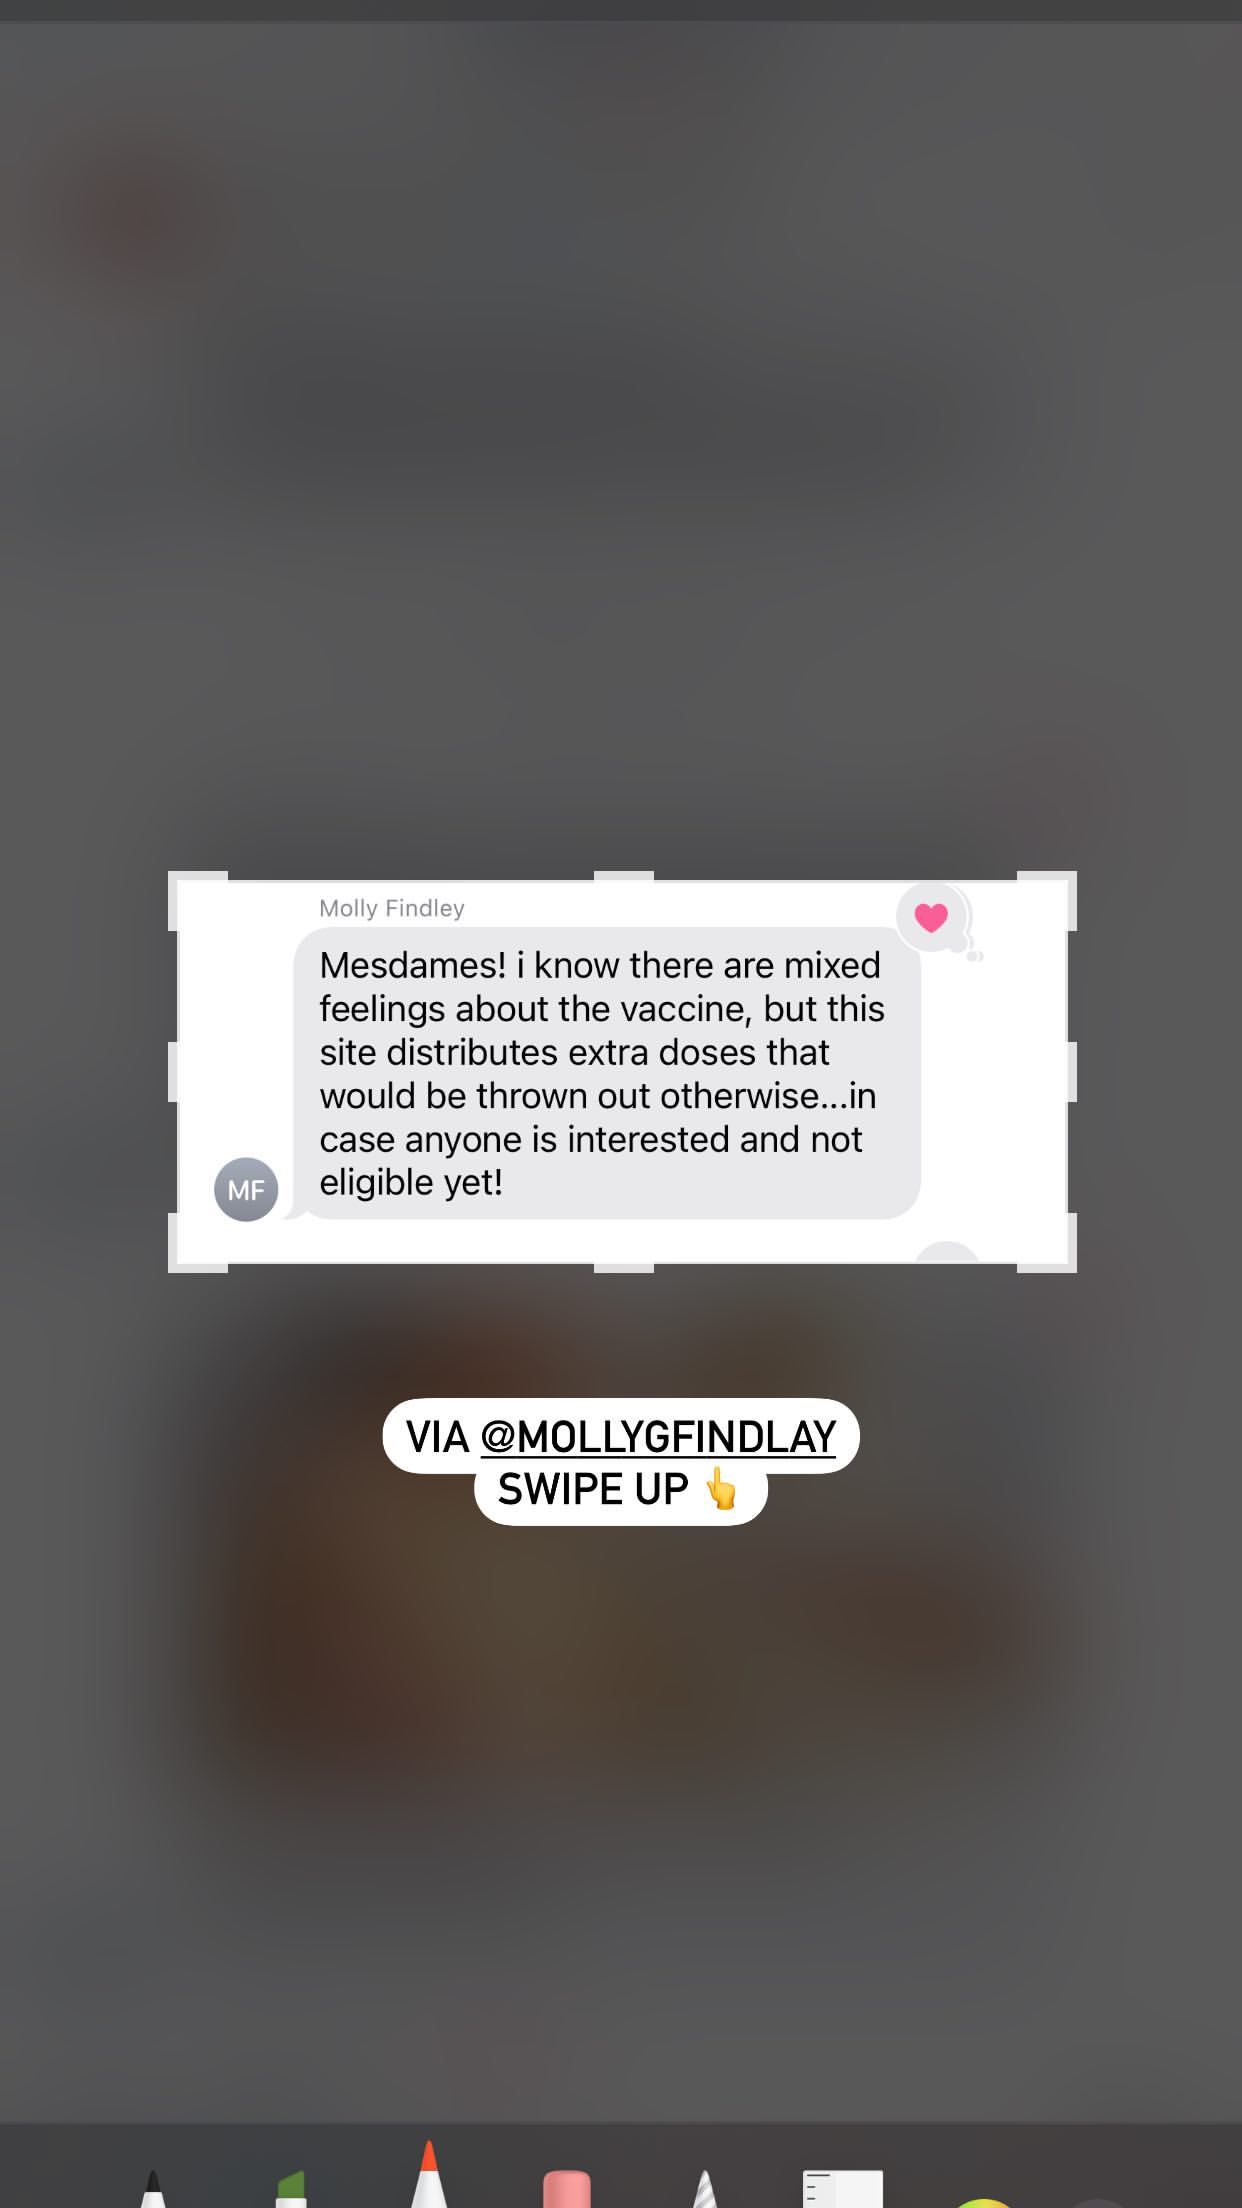 Molly Findley
Mesdames! i know there are mixed
feelings about the vaccine, but this
site distributes extra doses that
would be thrown out otherwise...in
case anyone is interested and not
eligible yet!
MF
VIA @MOLLYGFINDLAY
SWIPE UP 👆